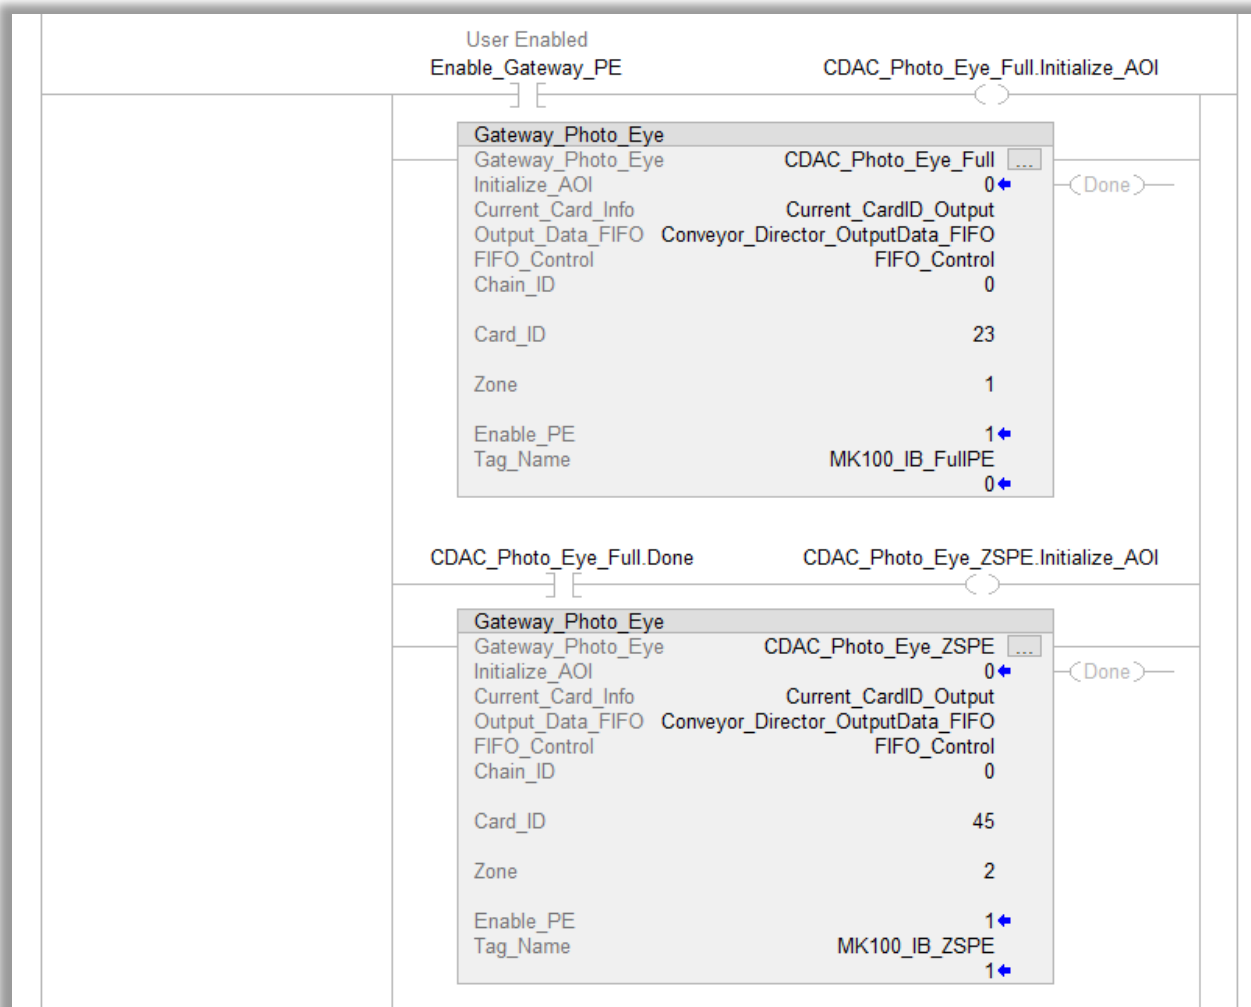 User Enabled
Enable_Gateway_PE CDAC_Photo_Eye_Full.Initialize_AOI
Gateway_Photo_Eye
Gateway_Photo_Eye CDAC_Photo_Eye_Full ...
Initialize_AOI 0 (Done)
Current_Card_Info Current_CardID_Output
Output_Data_FIFO Conveyor_Director_OutputData_FIFO
FIFO_Control FIFO_Control
Chain_ID 0
Card_ID 23
Zone 1
Enable_PE 1
Tag_Name MK100_IB_FullPE
0
CDAC_Photo_Eye_Full.Done CDAC_Photo_Eye_ZSPE.Initialize_AOI
Gateway_Photo_Eye
Gateway_Photo_Eye CDAC_Photo_Eye_ZSPE ...
Initialize_AOI 0 (Done)
Current_Card_Info Current_CardID_Output
Output_Data_FIFO Conveyor_Director_OutputData_FIFO
FIFO_Control FIFO_Control
Chain_ID 0
Card_ID 45
Zone 2
Enable_PE 1
Tag_Name MK100_IB_ZSPE
1